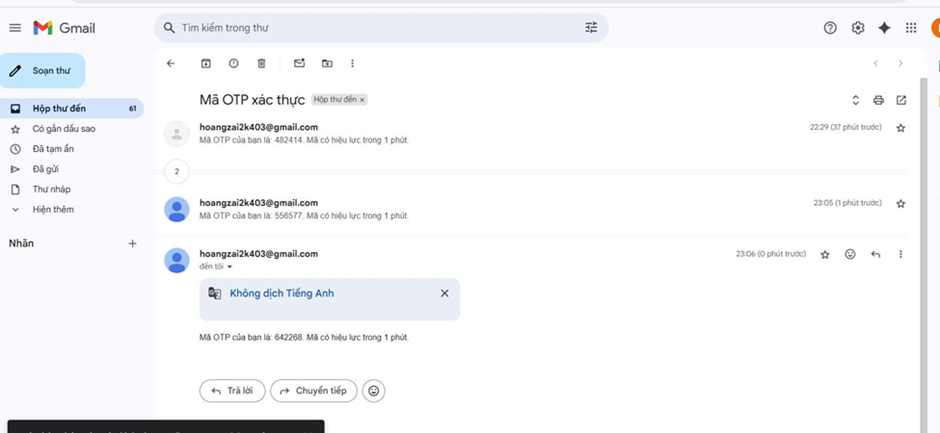 Gmail
Tìm kiếm trong thư
Soạn thư
Hộp thư đến 61
Có gắn dấu sao
Đã tạm ẩn
Đã gửi
Thư nháp
Hiện thêm
Nhãn
Mã OTP xác thực Hộp thư đến ×
hoangzai2k403@gmail.com 22:29 (37 phút trước)
Mã OTP của bạn là: 482414. Mã có hiệu lực trong 1 phút.
2
hoangzai2k403@gmail.com 23:05 (1 phút trước)
Mã OTP của bạn là: 556577. Mã có hiệu lực trong 1 phút.
hoangzai2k403@gmail.com 23:06 (0 phút trước)
đến tôi
Không dịch Tiếng Anh
Mã OTP của bạn là: 642268. Mã có hiệu lực trong 1 phút.
Trả lời Chuyển tiếp